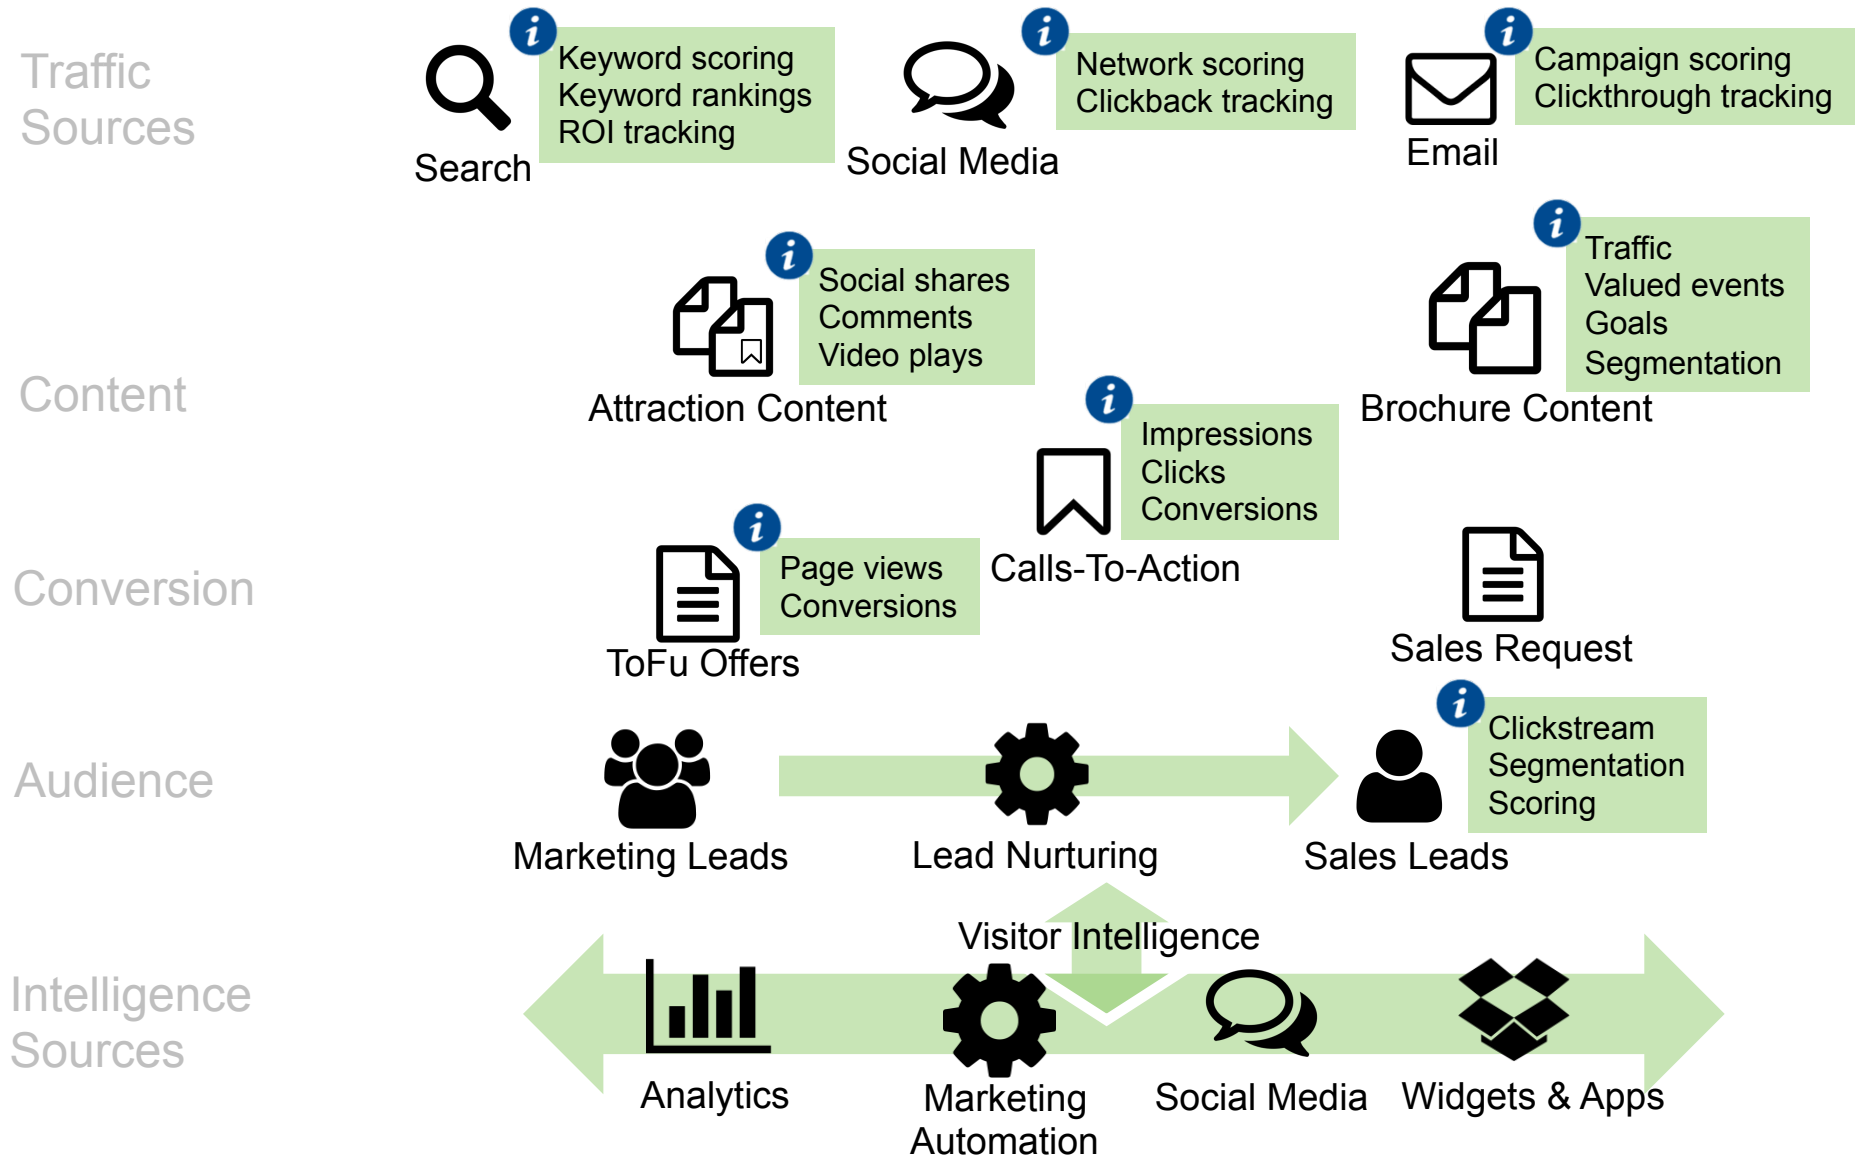 Traffic
Sources
Search
Keyword scoring
Keyword rankings
ROI tracking
Social Media
Network scoring
Clickback tracking
Email
Campaign scoring
Clickthrough tracking
Content
Attraction Content
Social shares
Comments
Video plays
Brochure Content
Traffic
Valued events
Goals
Segmentation
Calls-To-Action
Impressions
Clicks
Conversions
Conversion
ToFu Offers
Page views
Conversions
Sales Request
Audience
Marketing Leads
Lead Nurturing
Sales Leads
Clickstream
Segmentation
Scoring
Visitor Intelligence
Intelligence
Sources
Analytics
Marketing
Automation
Social Media
Widgets & Apps